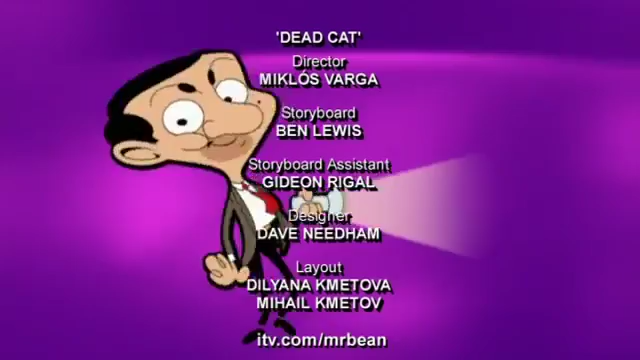 'DEAD CAT'
Director
MIKLÓS VARGA
Storyboard
BEN LEWIS
Storyboard Assistant
GIDEON RIGAL
Designer
DAVE NEEDHAM
Layout
DILYANA KMETOVA
MIHAIL KMETOV
itv.com/mrbean